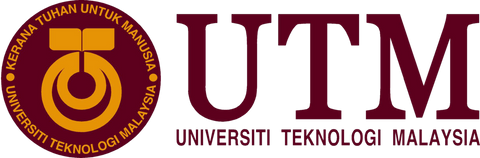 • KERANA TUHAN UNTUK MANUSIA •
UNIVERSITI TEKNOLOGI MALAYSIA
UTM
UNIVERSITI TEKNOLOGI MALAYSIA